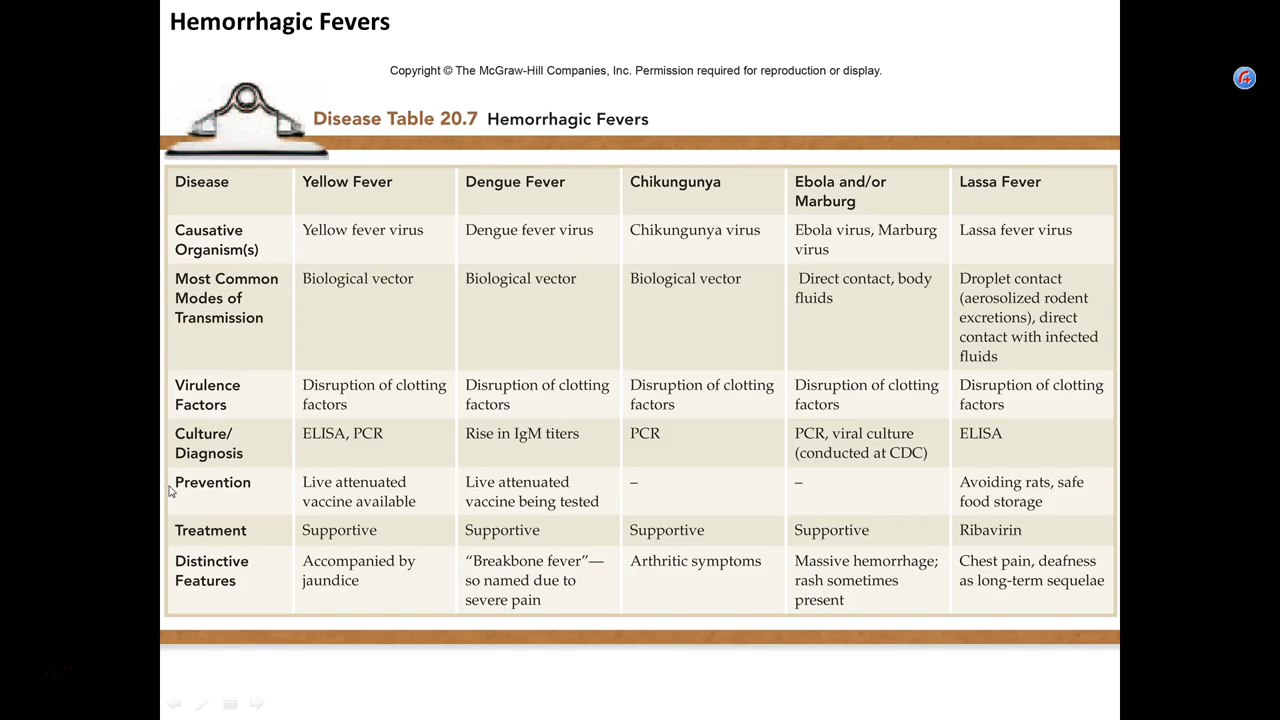 Hemorrhagic Fevers
Copyright © The McGraw-Hill Companies, Inc. Permission required for reproduction or display.
Disease Table 20.7 Hemorrhagic Fevers
Disease
Yellow Fever
Dengue Fever
Chikungunya
Ebola and/or
Marburg
Lassa Fever
Causative
Organism(s)
Yellow fever virus
Dengue fever virus
Chikungunya virus
Ebola virus, Marburg
virus
Lassa fever virus
Most Common
Modes of
Transmission
Biological vector
Biological vector
Biological vector
Direct contact, body
fluids
Droplet contact
(aerosolized rodent
excretions), direct
contact with infected
fluids
Virulence
Factors
Disruption of clotting
factors
Disruption of clotting
factors
Disruption of clotting
factors
Disruption of clotting
factors
Disruption of clotting
factors
Culture/
Diagnosis
ELISA, PCR
Rise in IgM titers
PCR
PCR, viral culture
(conducted at CDC)
ELISA
Prevention
Live attenuated
vaccine available
Live attenuated
vaccine being tested
–
–
Avoiding rats, safe
food storage
Treatment
Supportive
Supportive
Supportive
Supportive
Ribavirin
Distinctive
Features
Accompanied by
jaundice
“Breakbone fever”—
so named due to
severe pain
Arthritic symptoms
Massive hemorrhage;
rash sometimes
present
Chest pain, deafness
as long-term sequelae